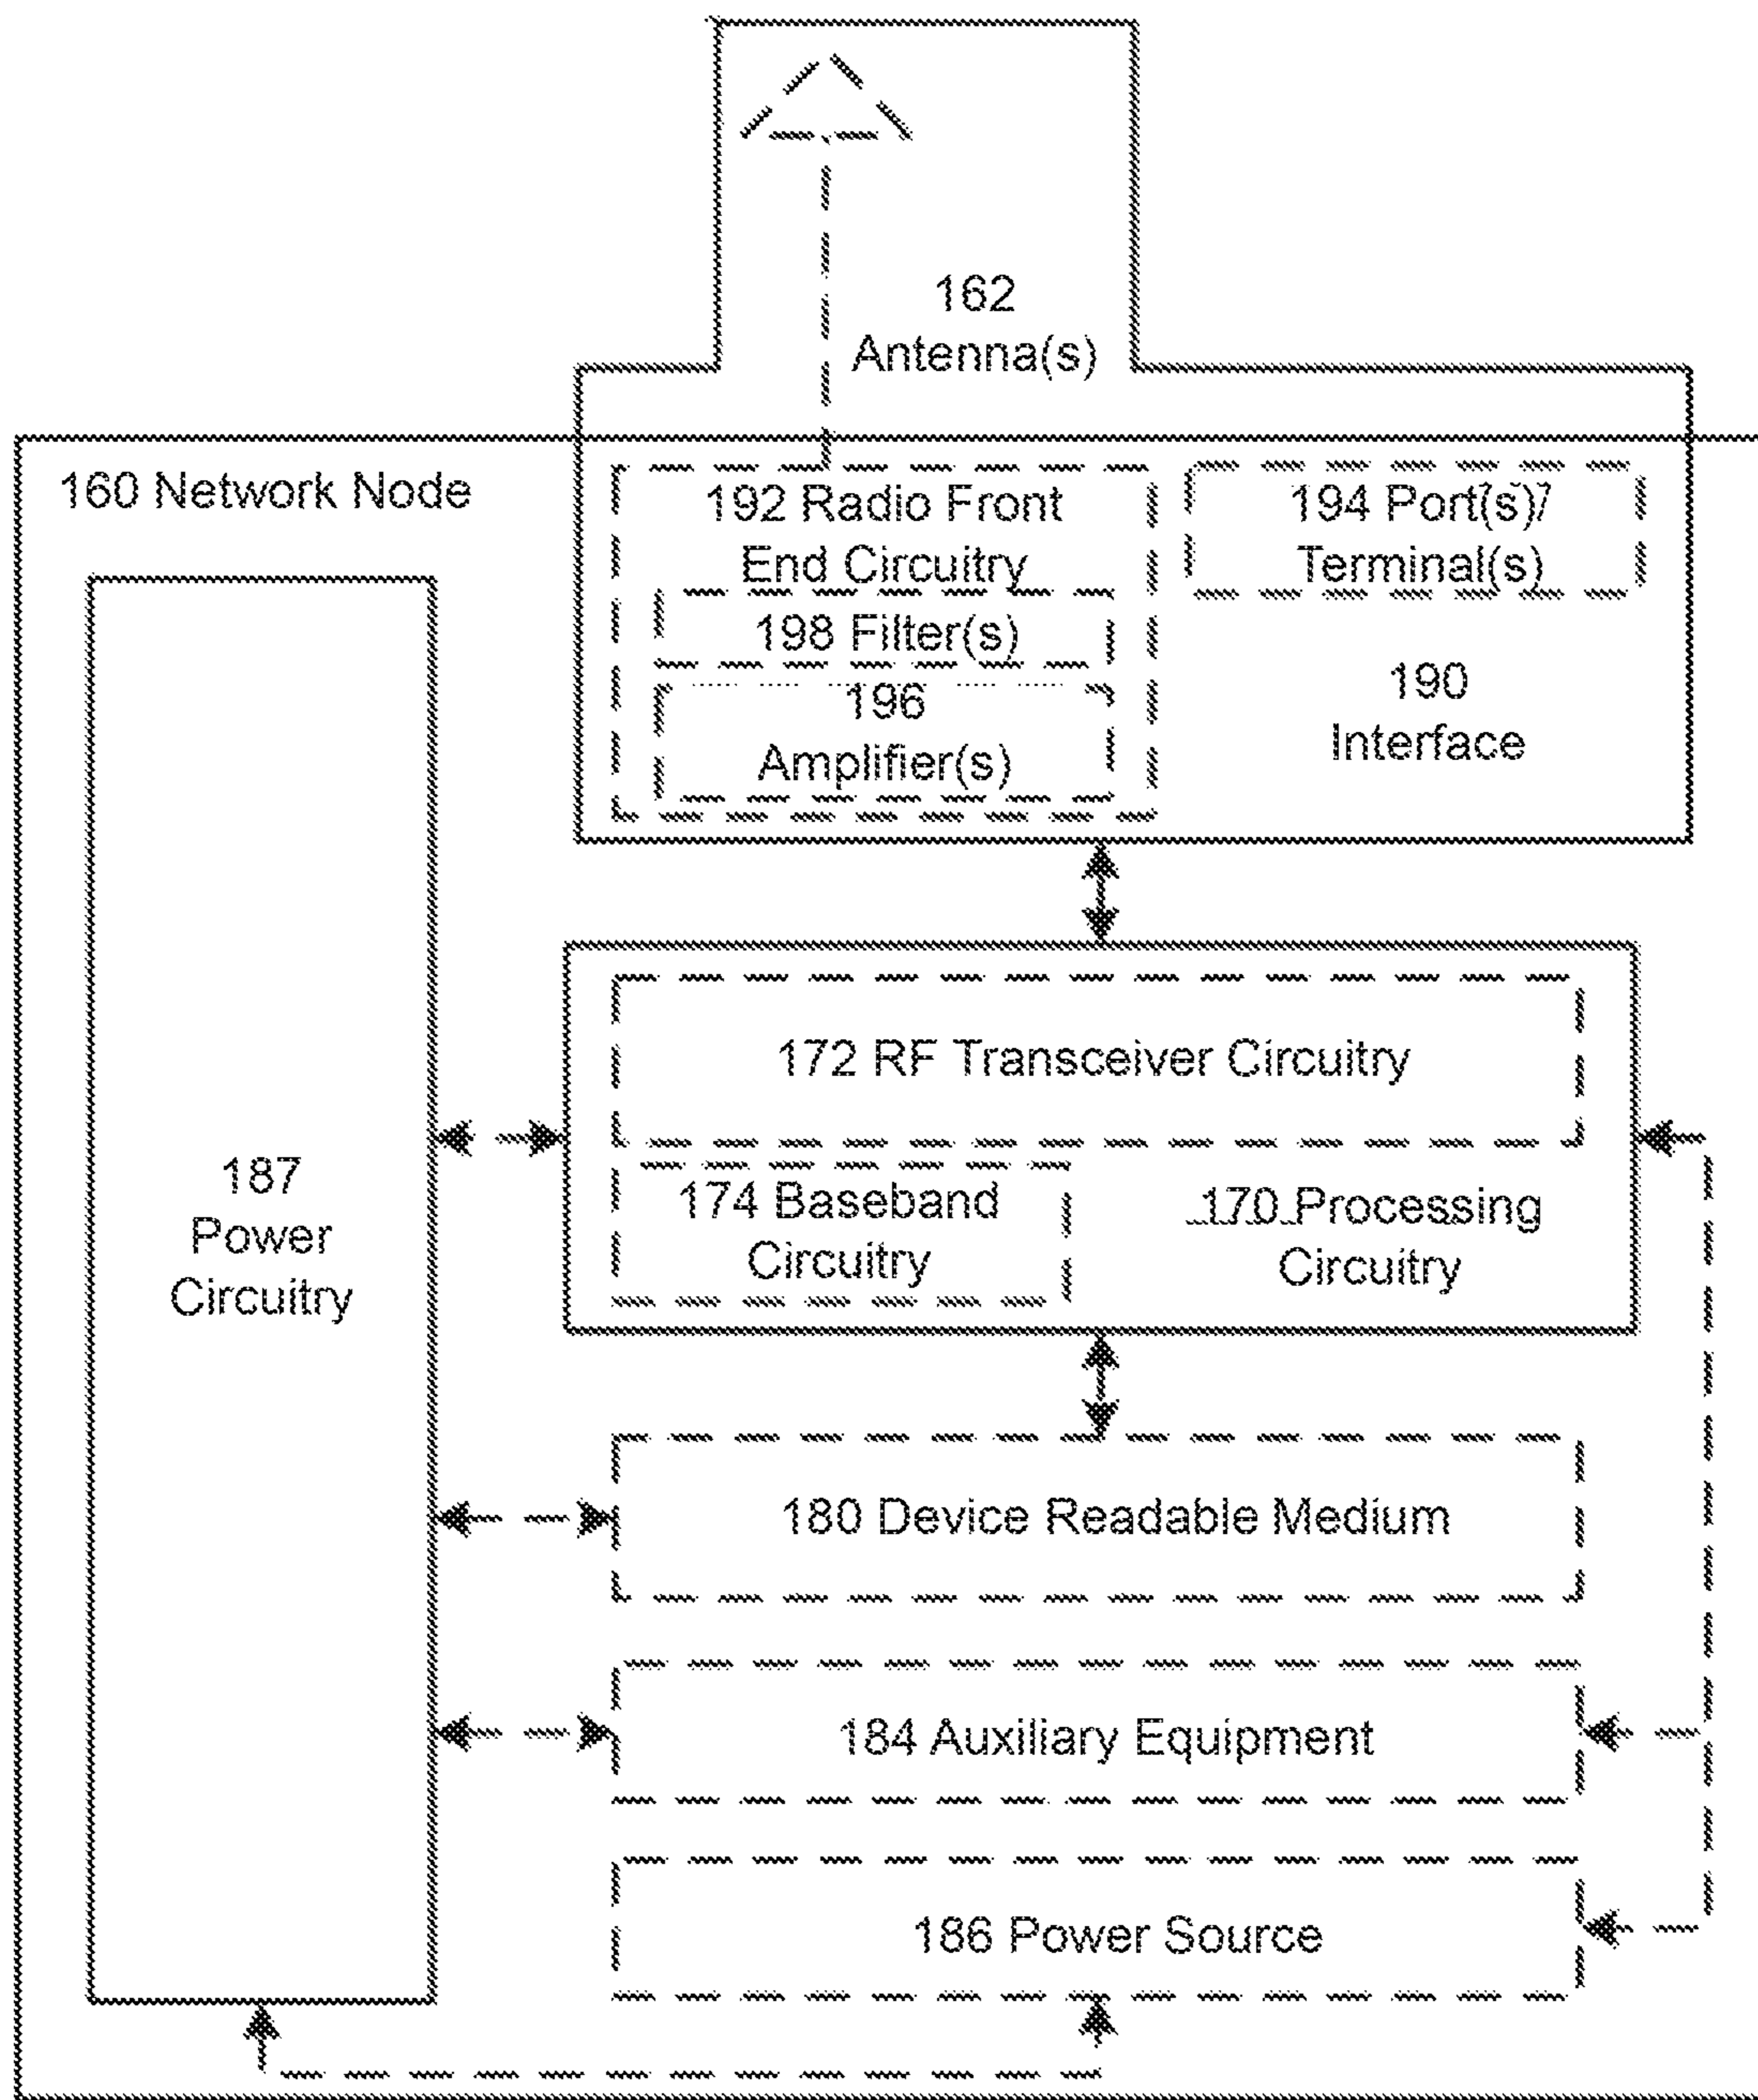 162
Antenna(s)
160 Network Node
192 Radio Front
End Circuitry
194 Port(s)/
Terminal(s)
198 Filter(s)
196
Amplifier(s)
190
Interface
172 RF Transceiver Circuitry
187
Power
Circuitry
174 Baseband
Circuitry
170 Processing
Circuitry
180 Device Readable Medium
184 Auxiliary Equipment
186 Power Source